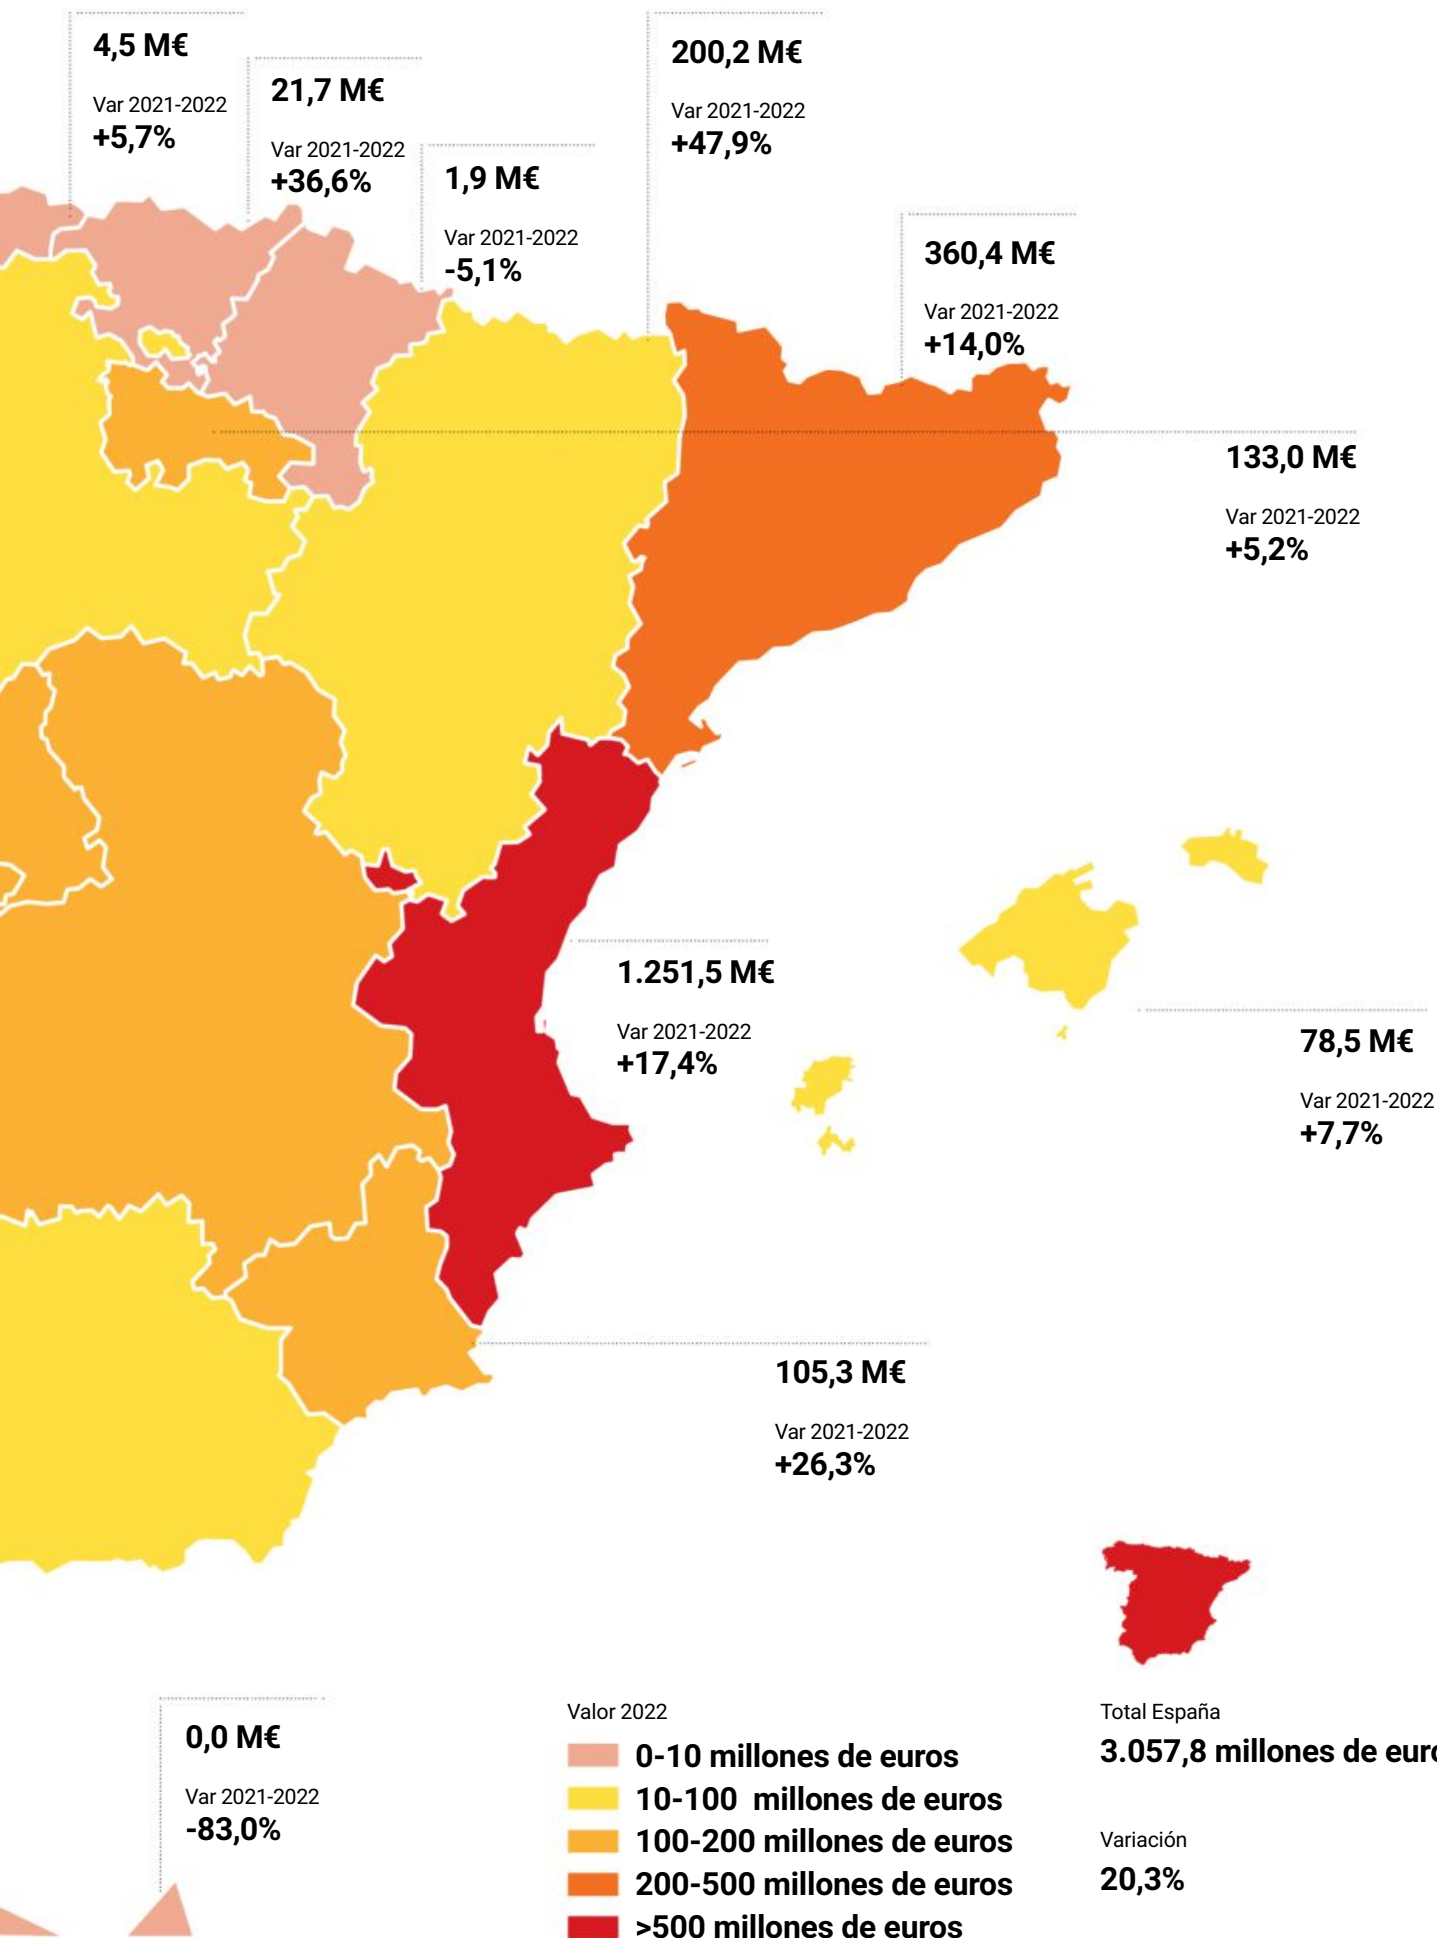 4,5 M€
Var 2021-2022
+5,7%
21,7 M€
Var 2021-2022
+36,6%
1,9 M€
Var 2021-2022
-5,1%
200,2 M€
Var 2021-2022
+47,9%
360,4 M€
Var 2021-2022
+14,0%
133,0 M€
Var 2021-2022
+5,2%
1.251,5 M€
Var 2021-2022
+17,4%
78,5 M€
Var 2021-2022
+7,7%
105,3 M€
Var 2021-2022
+26,3%
0,0 M€
Var 2021-2022
-83,0%
Valor 2022
0-10 millones de euros
10-100 millones de euros
100-200 millones de euros
200-500 millones de euros
>500 millones de euros
Total España
3.057,8 millones de
Variación
20,3%